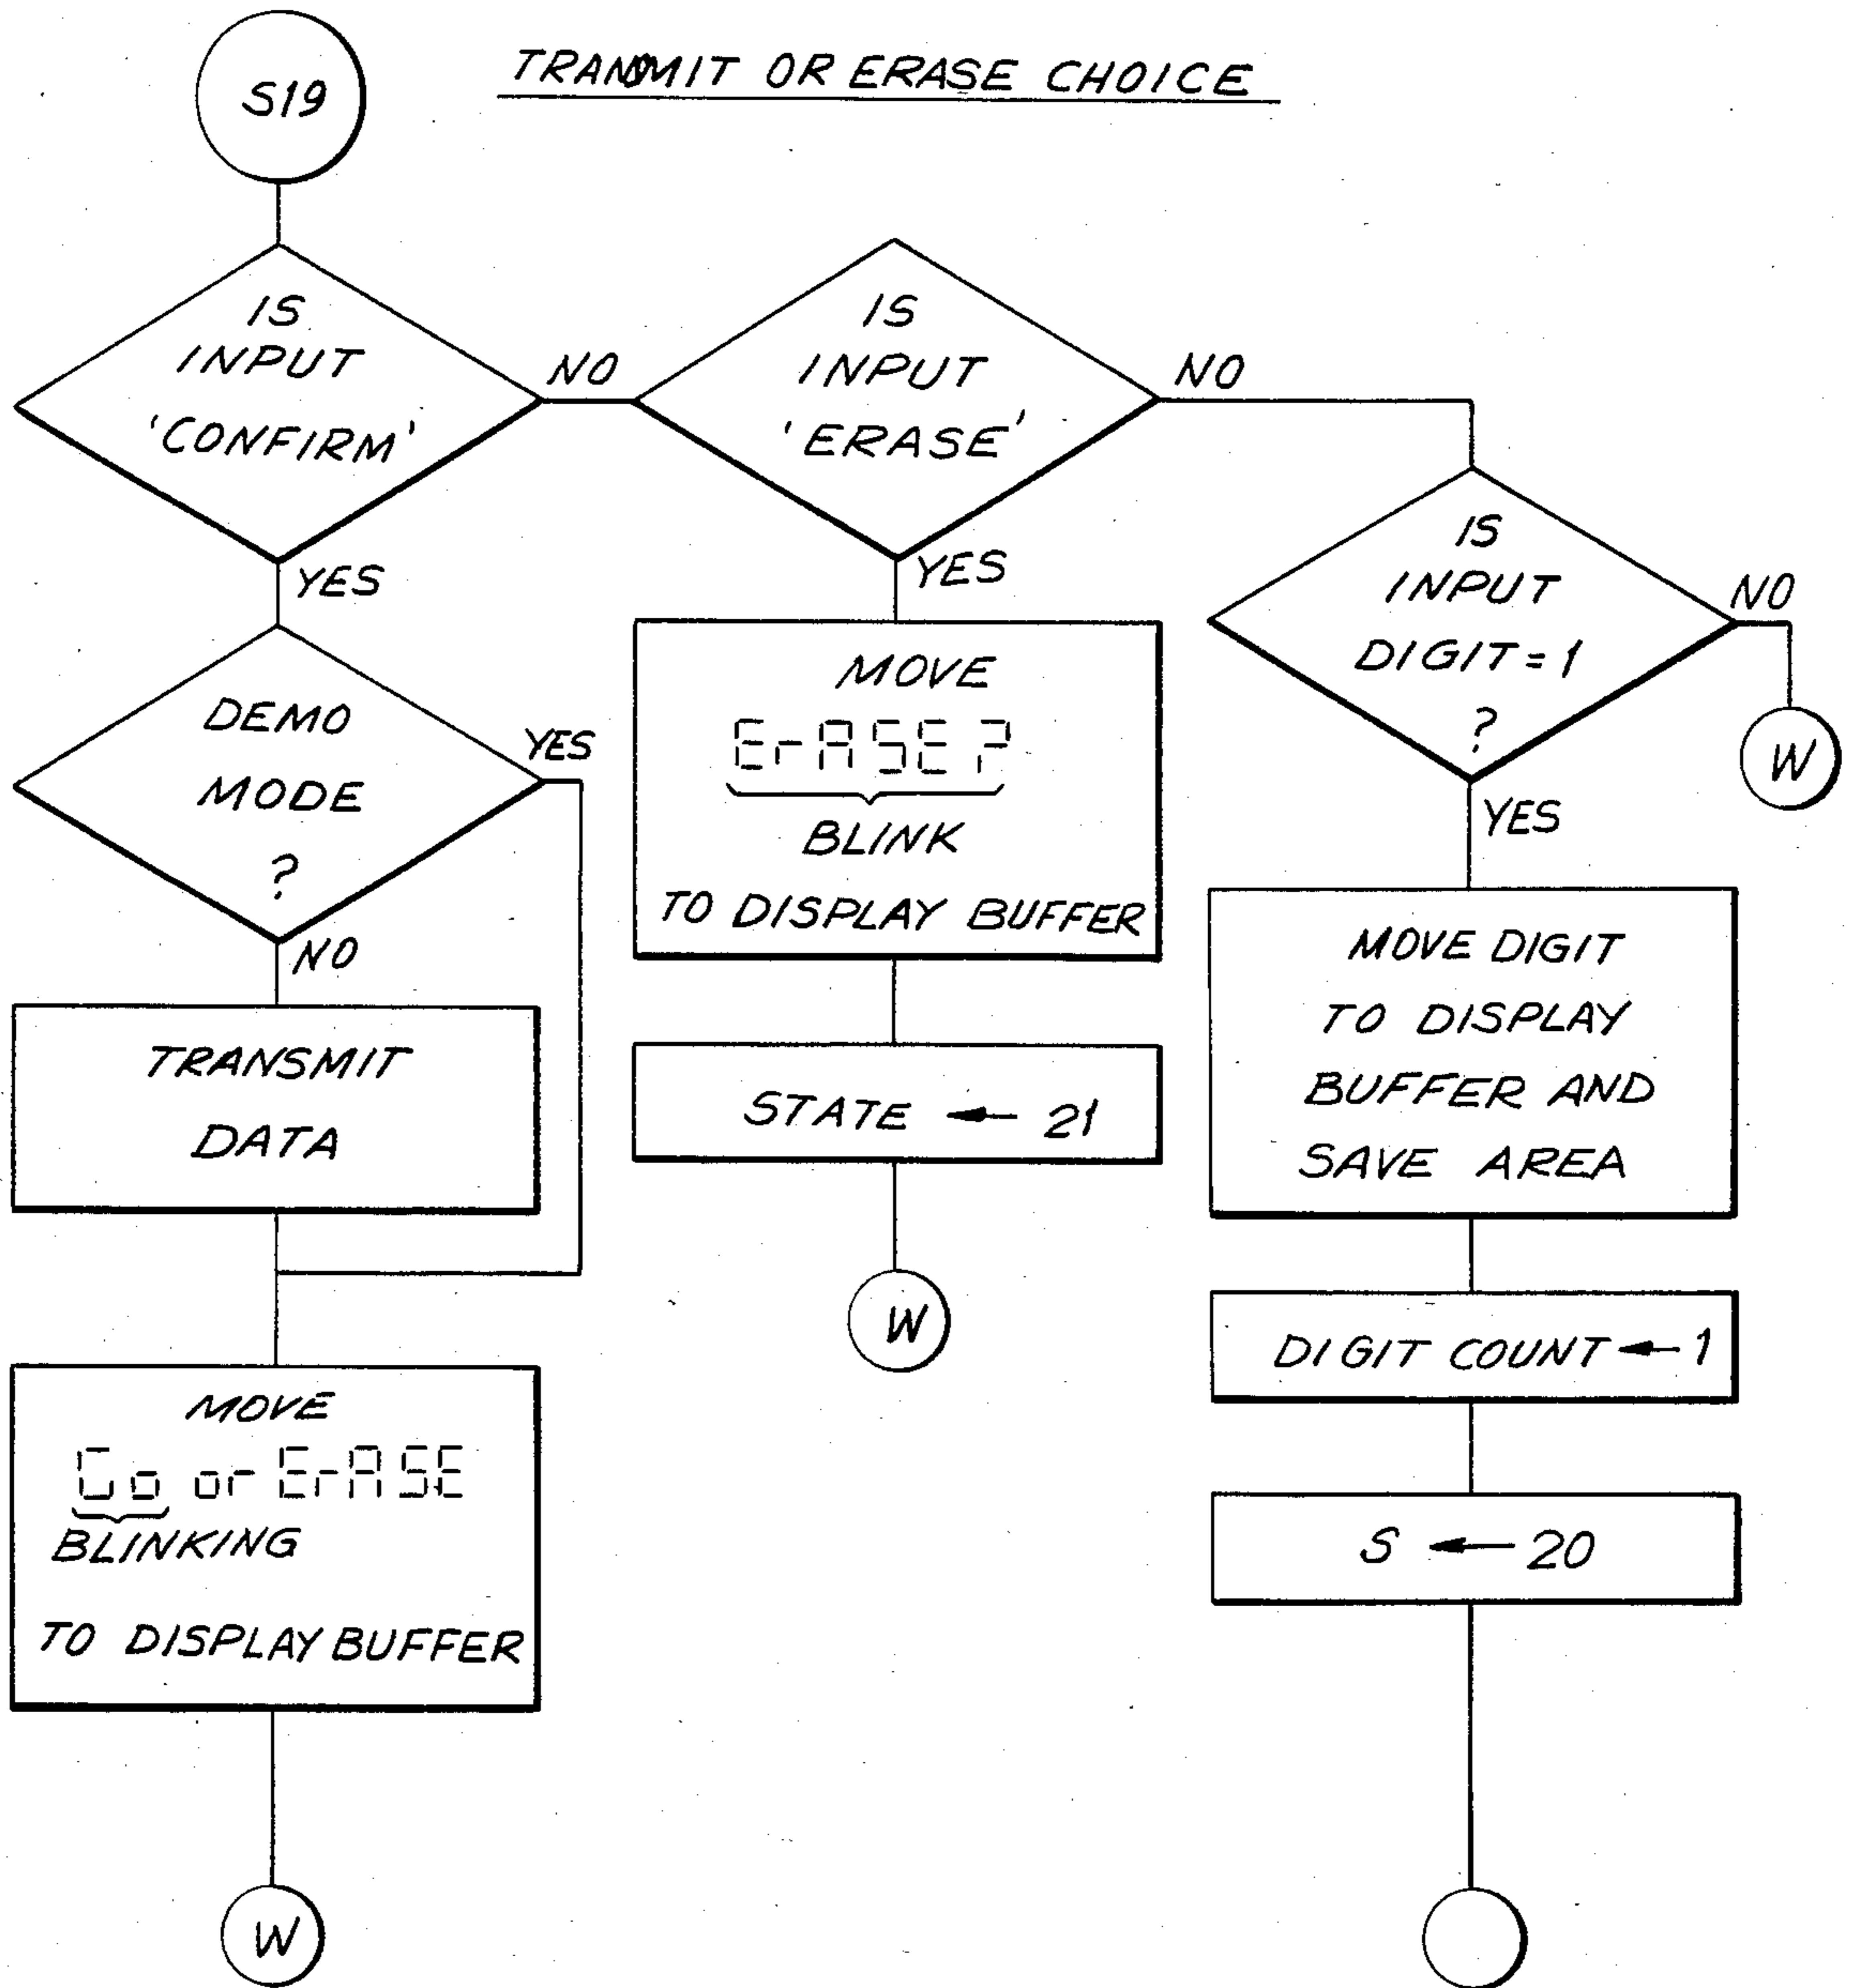 S19
TRANSMIT OR ERASE CHOICE
IS
INPUT
'CONFIRM'
NO
YES
IS
INPUT
'ERASE'
NO
YES
IS
INPUT
DIGIT=1
?
NO
W
YES
DEMO
MODE
?
YES
NO
TRANSMIT
DATA
MOVE
Go or ErASE
BLINKING
TO DISPLAY BUFFER
W
MOVE
ErASE?
BLINK
TO DISPLAY BUFFER
STATE ← 21
W
MOVE DIGIT
TO DISPLAY
BUFFER AND
SAVE AREA
DIGIT COUNT ← 1
S ← 20